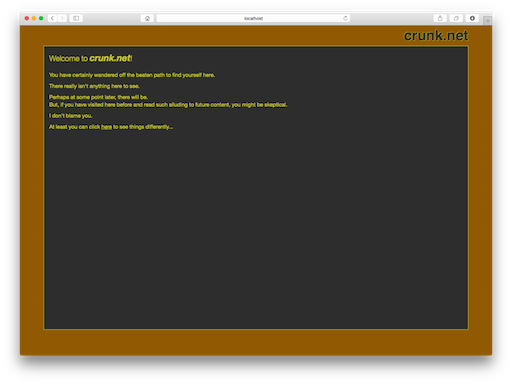 localhost
crunk.net
Welcome to crunk.net!
You have certainly wandered off the beaten path to find yourself here.
There really isn't anything here to see.
Perhaps at some point later, there will be.
But, if you have visited here before and read such alluding to future content, you might be skeptical.
I don't blame you.
At least you can click here to see things differently...